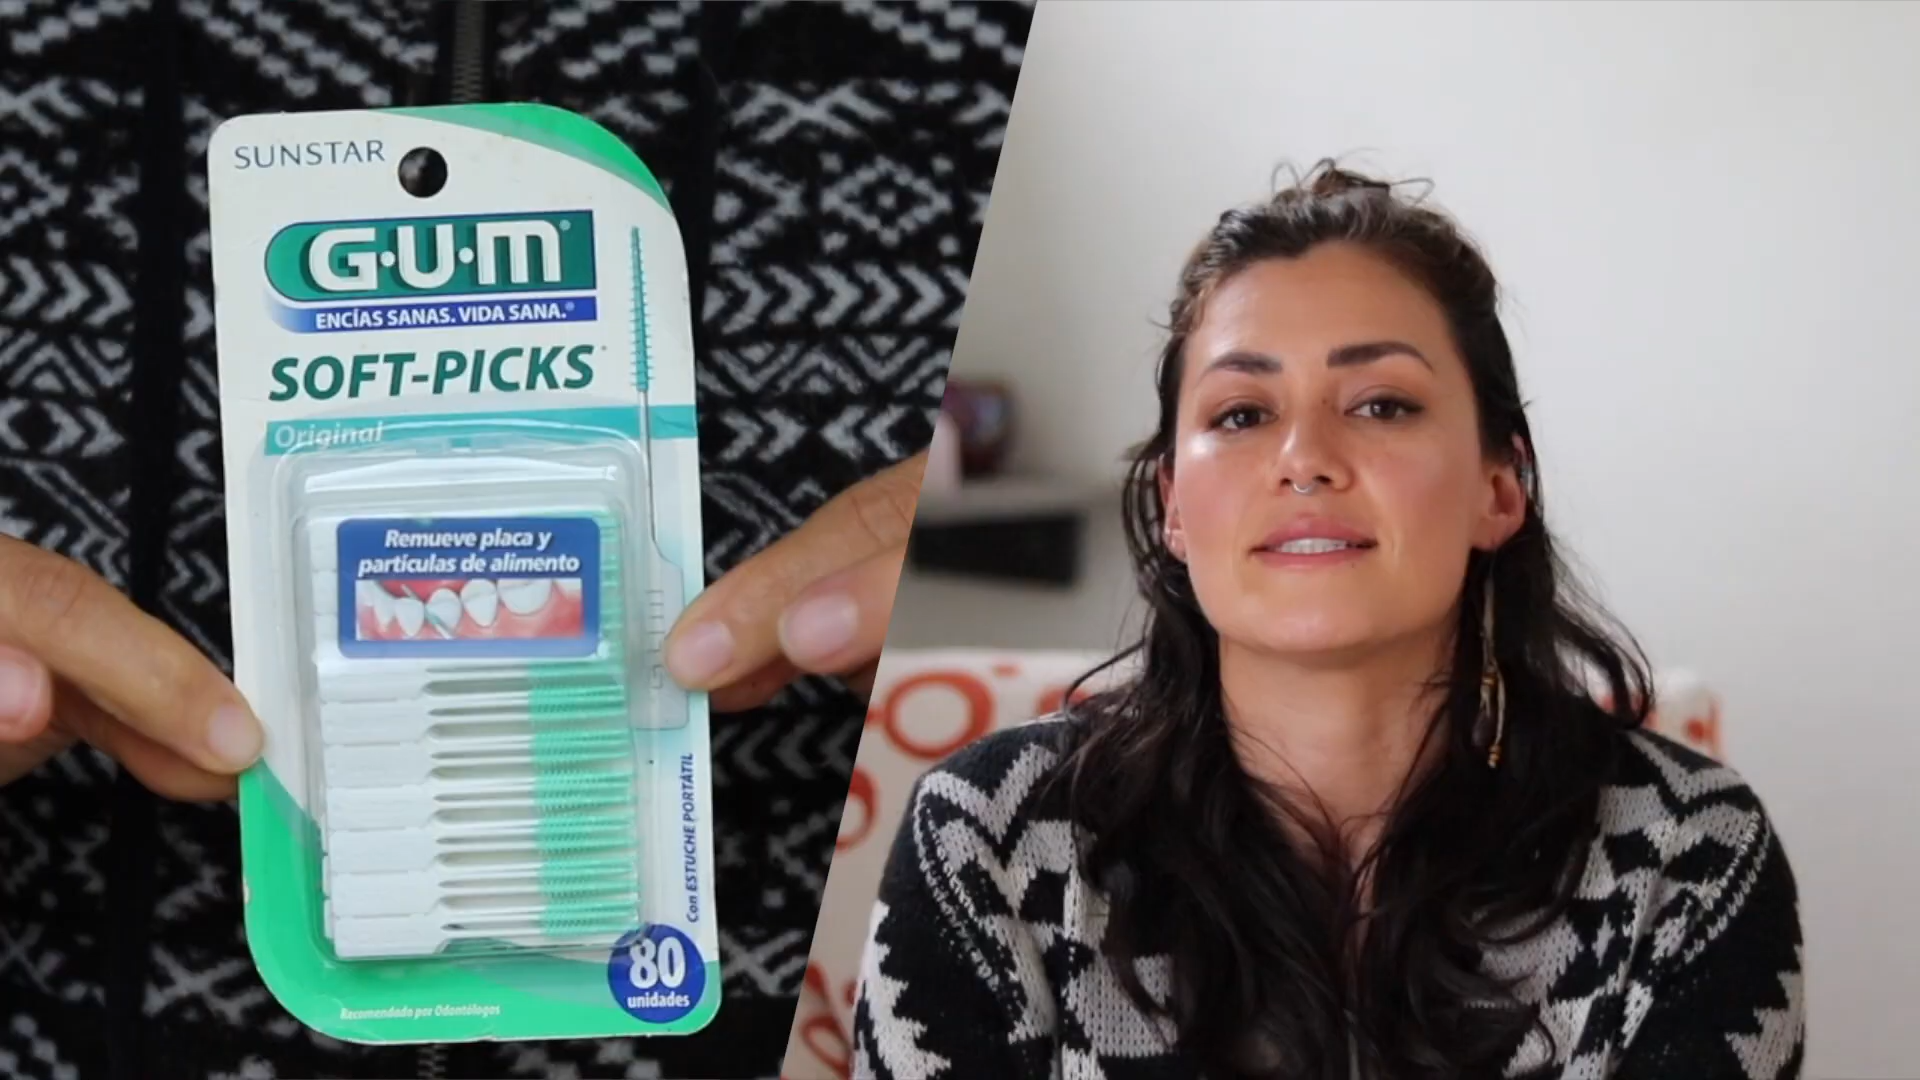 SUNSTAR
G·U·M®
ENCÍAS SANAS. VIDA SANA.®
SOFT-PICKS
Original
Remueve placa y
partículas de alimento
GUM
Con ESTUCHE PORTÁTIL
80
unidades
Recomendado por Odontólogos